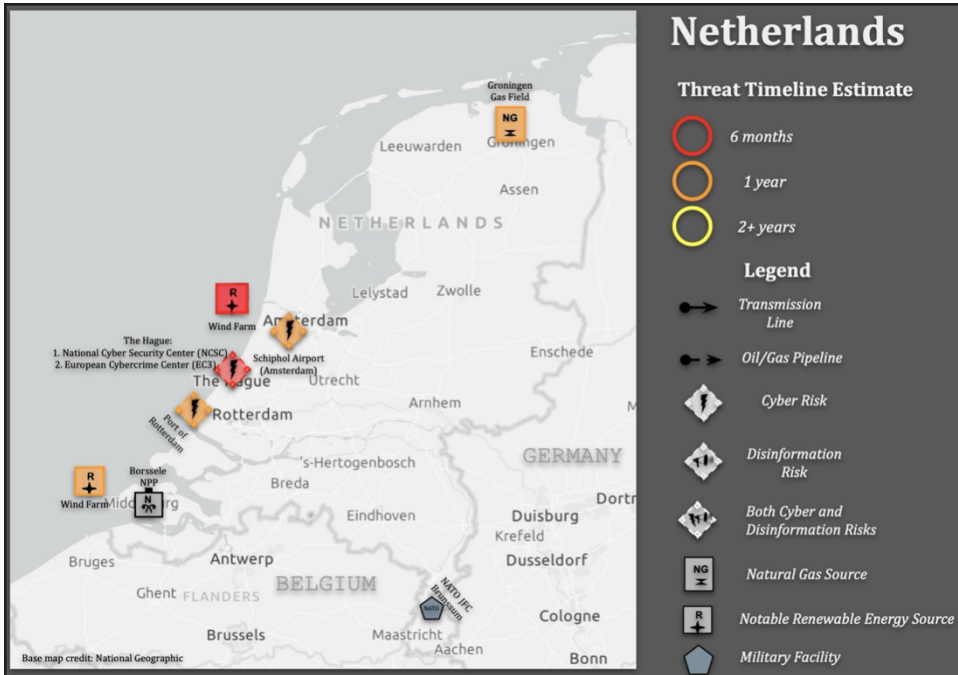 Netherlands
Threat Timeline Estimate
6 months
1 year
2+ years
Legend
Transmission
Line
Oil/Gas Pipeline
Cyber Risk
Disinformation
Risk
Both Cyber and
Disinformation Risks
NG
Natural Gas Source
R
Notable Renewable Energy Source
Military Facility
Groningen
Gas Field
NG
Groningen
Leeuwarden
Assen
NETHERLANDS
R
Wind Farm
Lelystad
Zwolle
Amsterdam
Schiphol Airport
(Amsterdam)
The Hague:
1. National Cyber Security Center (NCSC)
2. European Cybercrime Center (EC3)
The Hague
Utrecht
Enschede
Arnhem
Rotterdam
Port of
Rotterdam
M
's-Hertogenbosch
GERMANY
Breda
R
Wind Farm
Borssele
NPP
N
Middelburg
Eindhoven
Dortm
Duisburg
Krefeld
Bruges
Antwerp
Düsseldorf
Ghent
FLANDERS
BELGIUM
NATO JFC
Brunssum
NATO
Cologne
Brussels
Maastricht
Aachen
Bonn
Base map credit: National Geographic